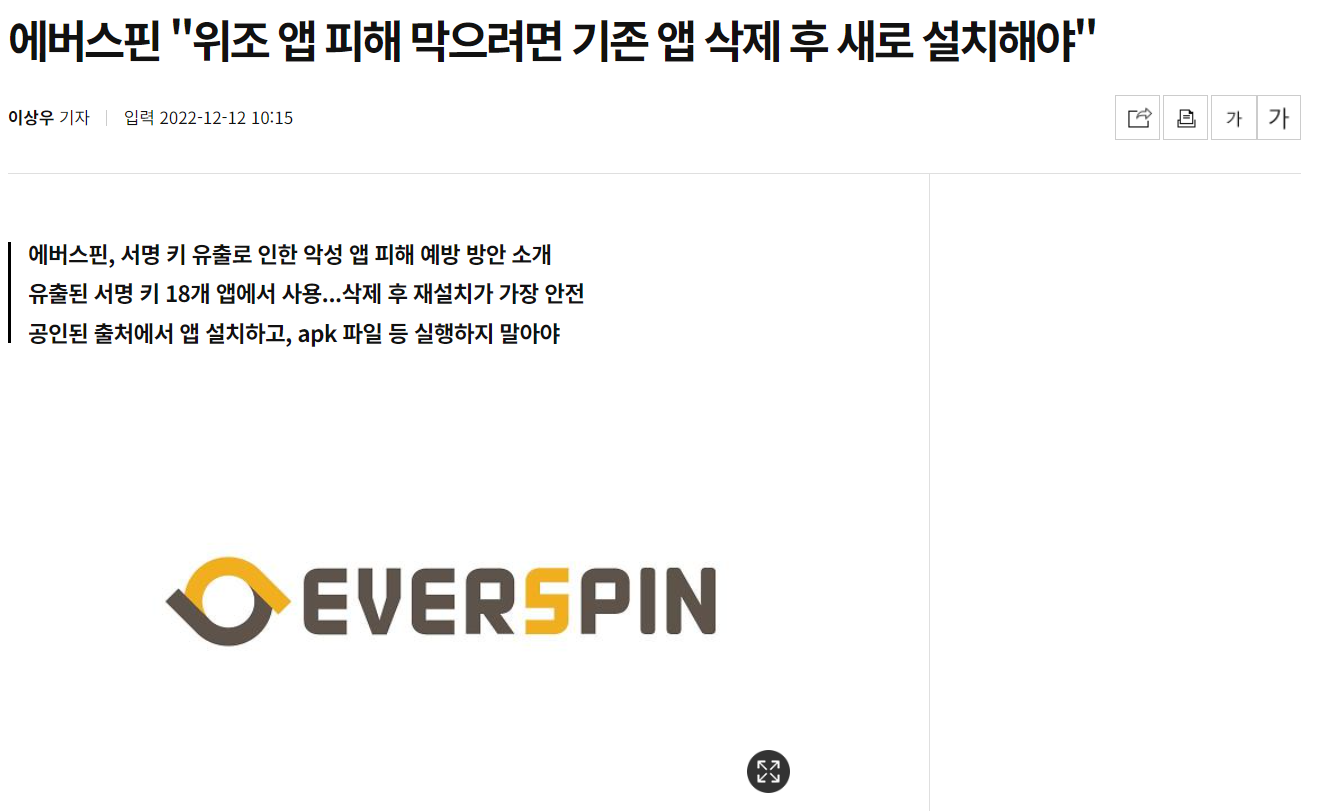 에버스핀 "위조 앱 피해 막으려면 기존 앱 삭제 후 새로 설치해야"
이상우 기자 | 입력 2022-12-12 10:15
가 가
에버스핀, 서명 키 유출로 인한 악성 앱 피해 예방 방안 소개
유출된 서명 키 18개 앱에서 사용...삭제 후 재설치가 가장 안전
공인된 출처에서 앱 설치하고, apk 파일 등 실행하지 말아야
EVERSPIN